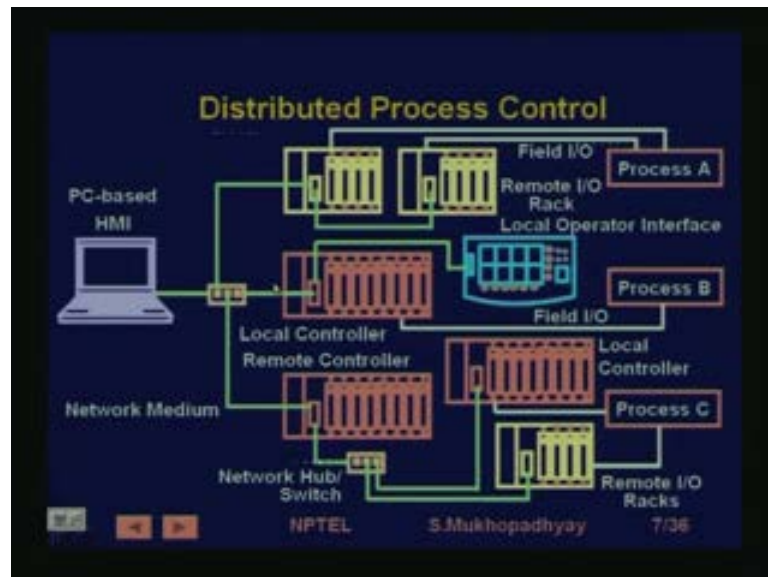 Distributed Process Control
Field I/O
Process A
PC-based
HMI
Remote I/O
Rack
Local Operator Interface
Process B
Field I/O
Local Controller
Remote Controller
Local
Controller
Network Medium
Process C
Network Hub/
Switch
Remote I/O
Racks
NPTEL
S.Mukhopadhyay
7/36